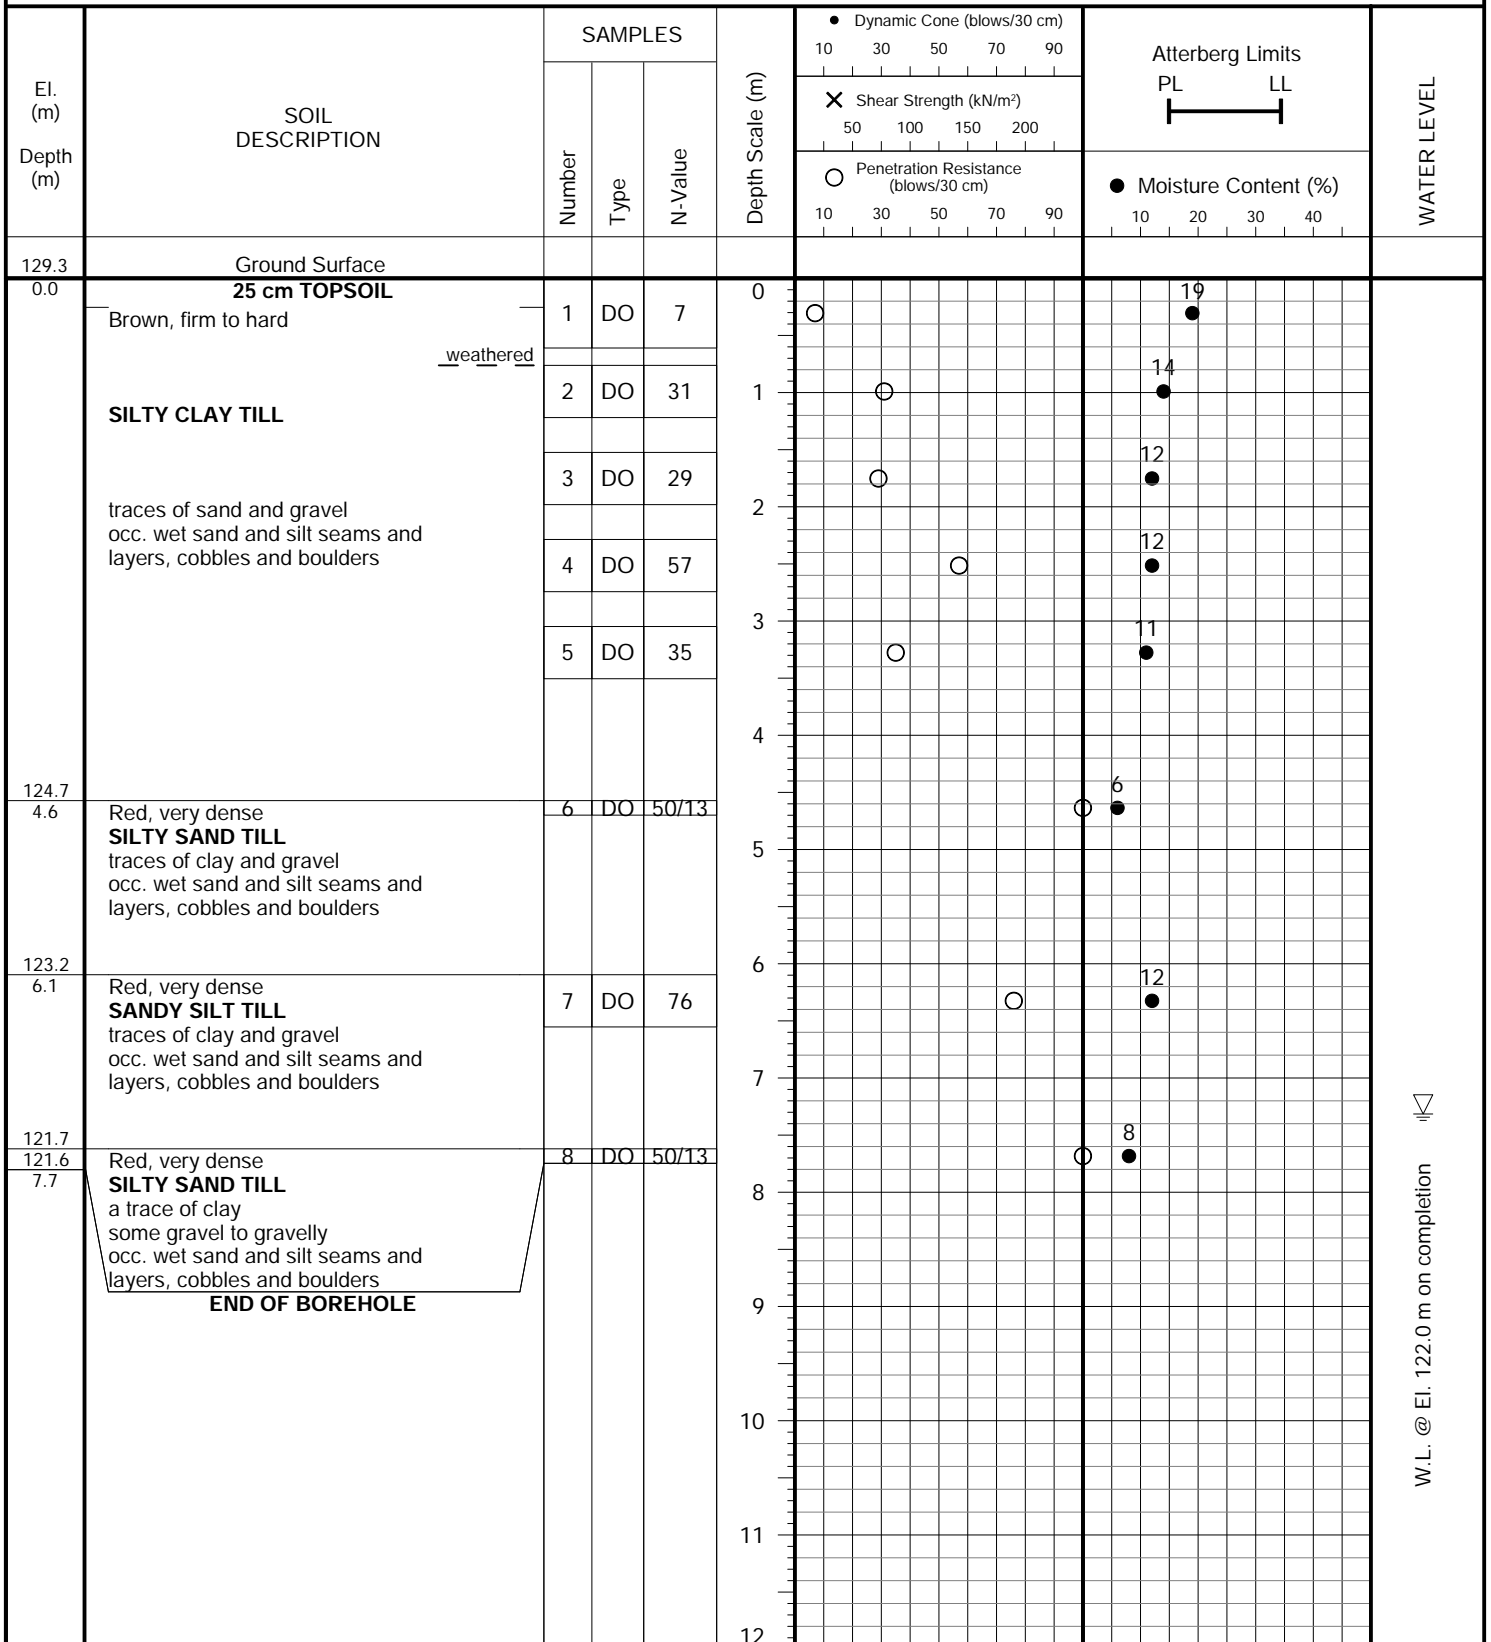 El.
(m)
Depth
(m)
SOIL
DESCRIPTION
SAMPLES
Number
Type
N-Value
Depth Scale (m)
Dynamic Cone (blows/30 cm)
10 30 50 70 90
Shear Strength (kN/m²)
50 100 150 200
Penetration Resistance
(blows/30 cm)
10 30 50 70 90
Atterberg Limits
PL LL
Moisture Content (%)
10 20 30 40
WATER LEVEL
129.3 Ground Surface
0.0 25 cm TOPSOIL 0
Brown, firm to hard 1 DO 7 19
weathered
2 DO 31 1 14
SILTY CLAY TILL
3 DO 29 12
traces of sand and gravel 2
occ. wet sand and silt seams and
layers, cobbles and boulders
4 DO 57 12
3
5 DO 35 11
4
124.7
4.6 Red, very dense 6 DO 50/13 6
SILTY SAND TILL
traces of clay and gravel 5
occ. wet sand and silt seams and
layers, cobbles and boulders
123.2 6
6.1 Red, very dense
SANDY SILT TILL 7 DO 76 12
traces of clay and gravel
occ. wet sand and silt seams and
layers, cobbles and boulders 7
121.7
121.6 Red, very dense 8 DO 50/13 8
7.7 SILTY SAND TILL 8
a trace of clay
some gravel to gravelly
occ. wet sand and silt seams and
layers, cobbles and boulders
END OF BOREHOLE 9
10
11
12
W.L. @ El. 122.0 m on completion